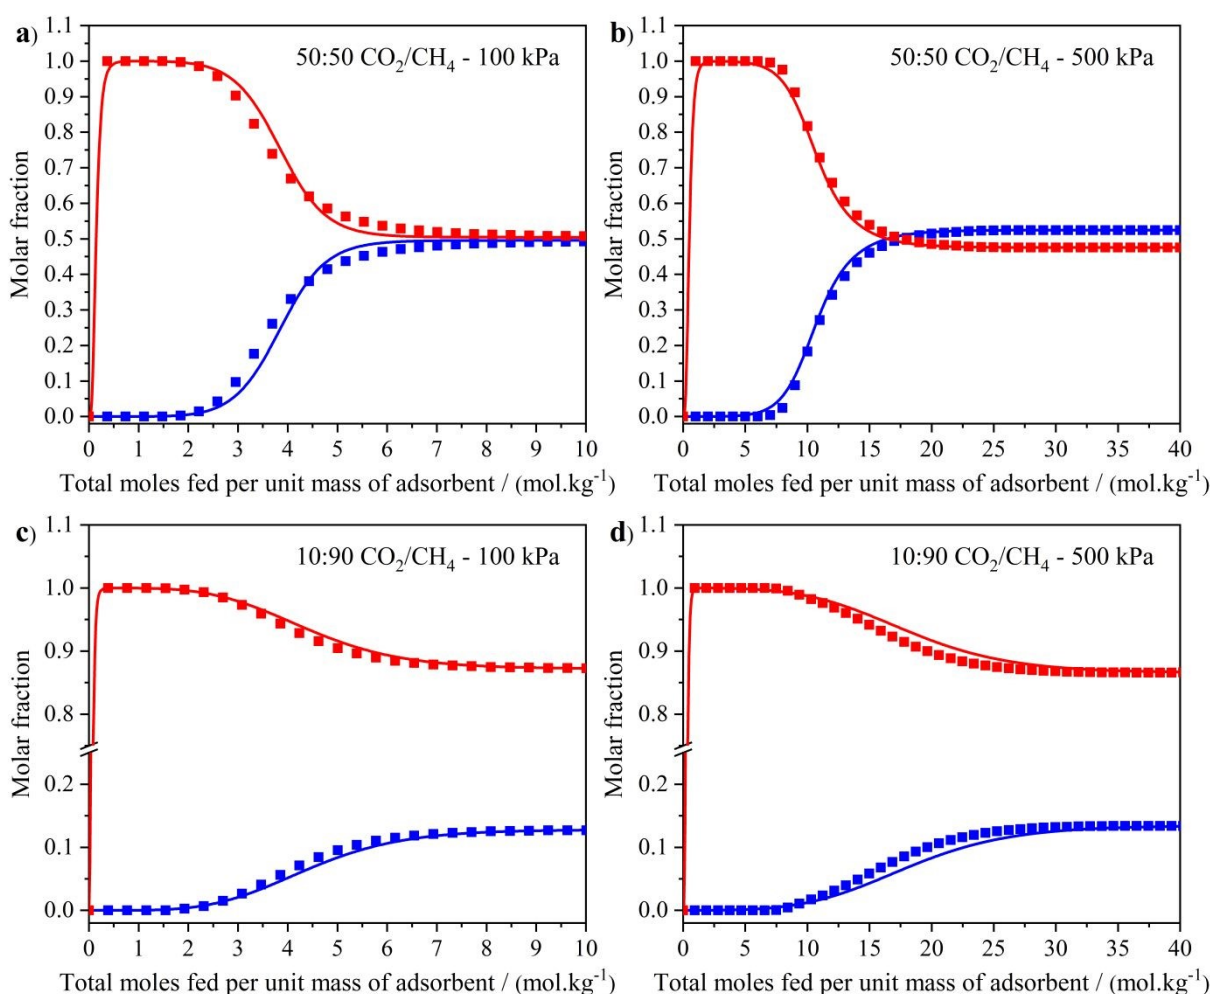 a)
50:50 CO₂/CH₄ - 100 kPa
Molar fraction
1.1
1.0
0.9
0.8
0.7
0.6
0.5
0.4
0.3
0.2
0.1
0.0
0 1 2 3 4 5 6 7 8 9 10
Total moles fed per unit mass of adsorbent / (mol.kg⁻¹)
b)
50:50 CO₂/CH₄ - 500 kPa
Molar fraction
1.1
1.0
0.9
0.8
0.7
0.6
0.5
0.4
0.3
0.2
0.1
0.0
0 5 10 15 20 25 30 35 40
Total moles fed per unit mass of adsorbent / (mol.kg⁻¹)
c)
10:90 CO₂/CH₄ - 100 kPa
Molar fraction
1.1
1.0
0.9
0.8
0.2
0.1
0.0
0 1 2 3 4 5 6 7 8 9 10
Total moles fed per unit mass of adsorbent / (mol.kg⁻¹)
d)
10:90 CO₂/CH₄ - 500 kPa
Molar fraction
1.1
1.0
0.9
0.8
0.2
0.1
0.0
0 5 10 15 20 25 30 35 40
Total moles fed per unit mass of adsorbent / (mol.kg⁻¹)